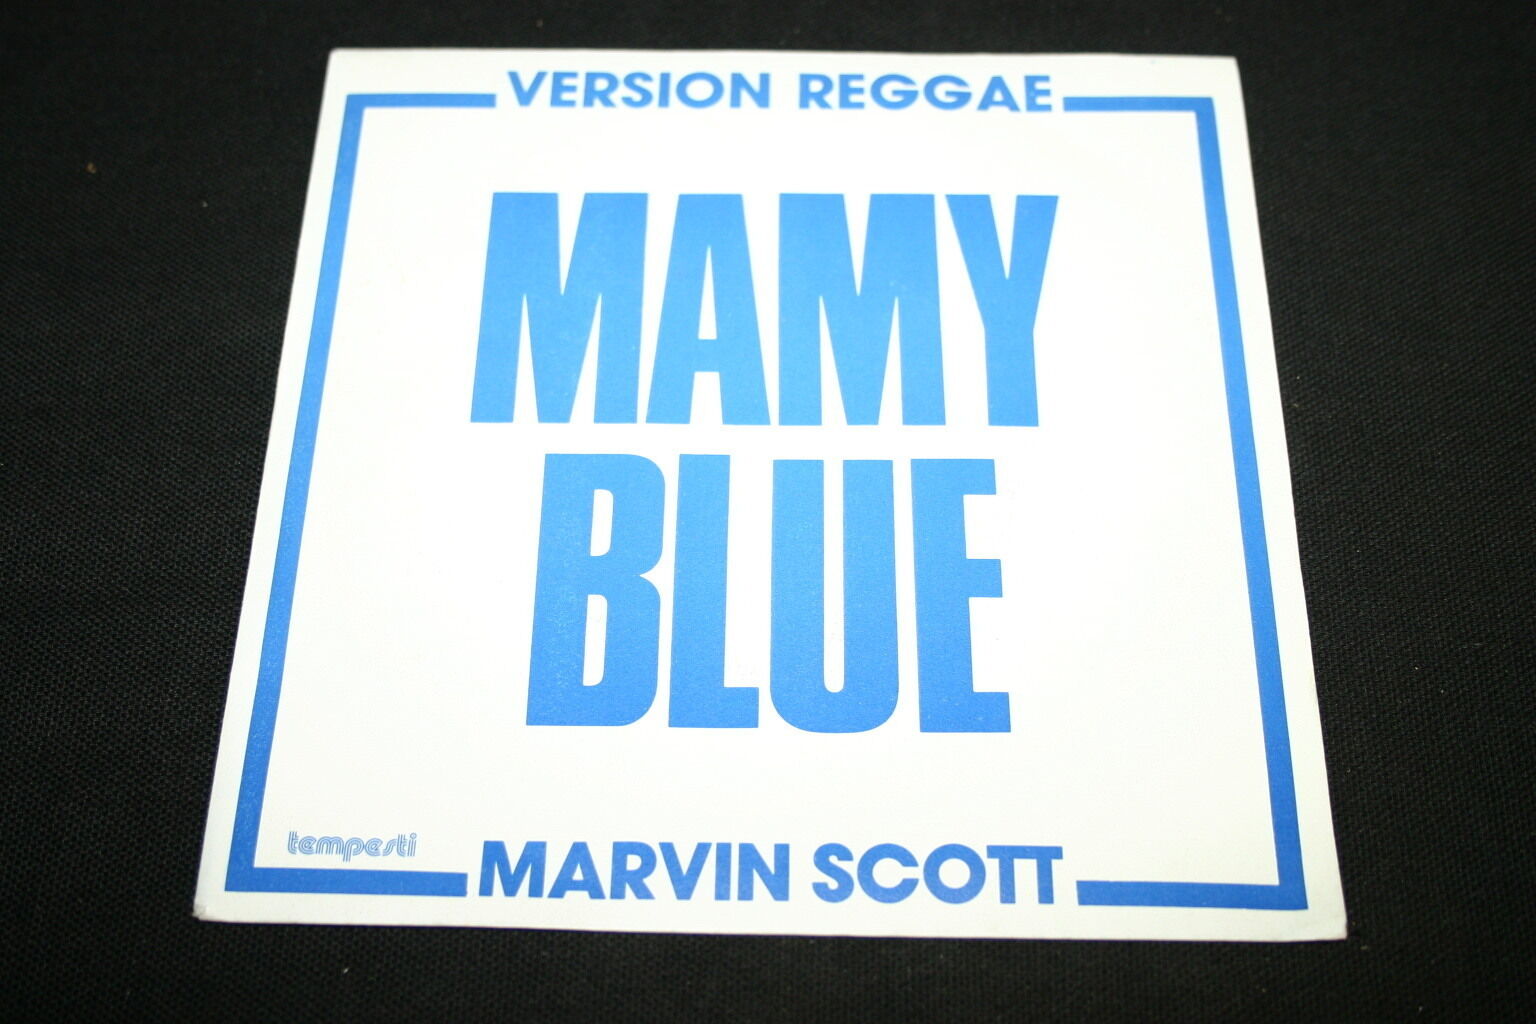 VERSION REGGAE
MAMY
BLUE
tempesti
MARVIN SCOTT